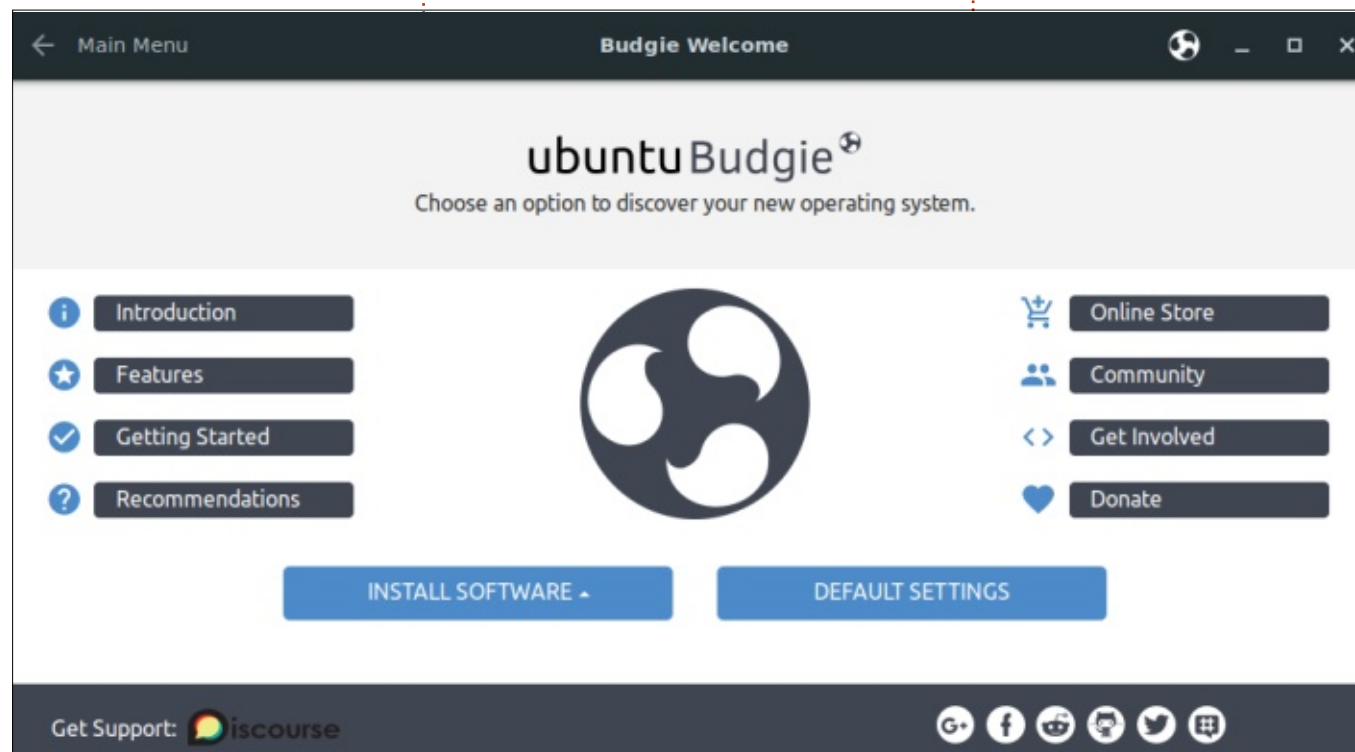 Main Menu
Budgie Welcome
ubuntu Budgie
Choose an option to discover your new operating system.
Introduction
Features
Getting Started
Recommendations
Online Store
Community
Get Involved
Donate
INSTALL SOFTWARE
DEFAULT SETTINGS
Get Support: Discourse
G+